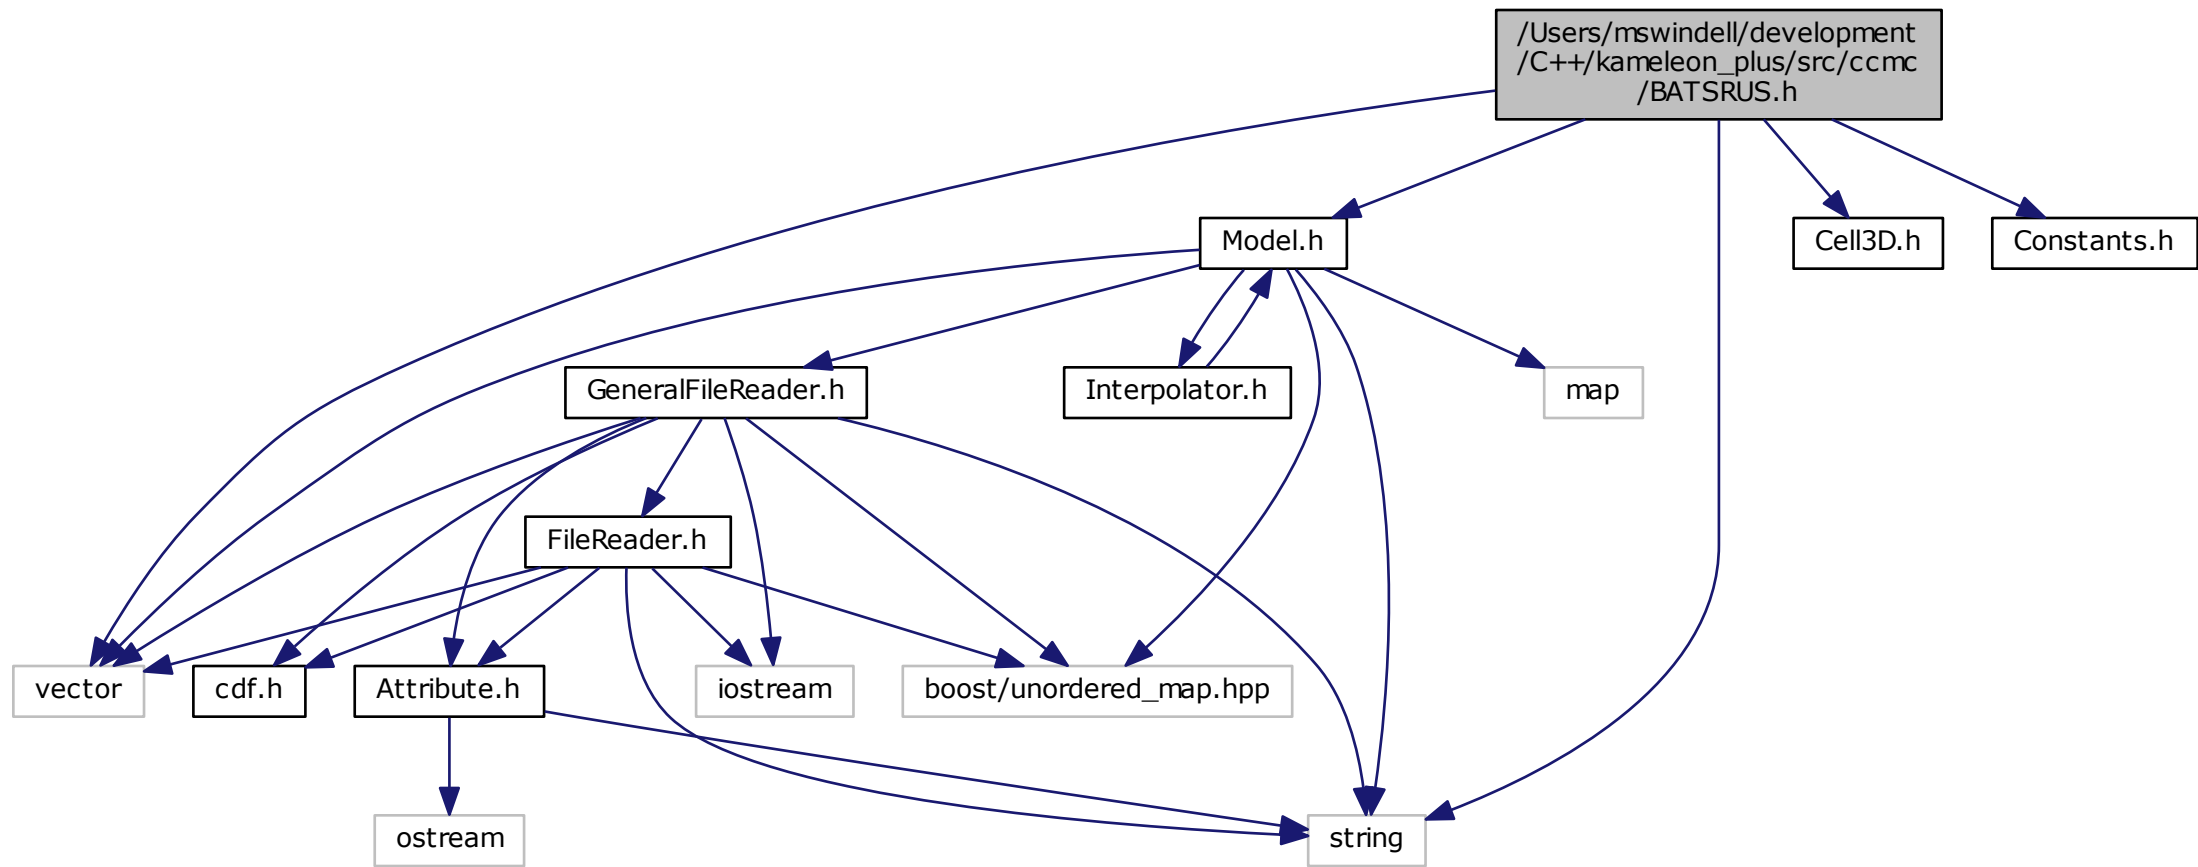 /Users/mswindell/development
/C++/kameleon_plus/src/ccmc
/BATSRUS.h
Model.h
Cell3D.h
Constants.h
GeneralFileReader.h
Interpolator.h
map
FileReader.h
vector
cdf.h
Attribute.h
iostream
boost/unordered_map.hpp
ostream
string